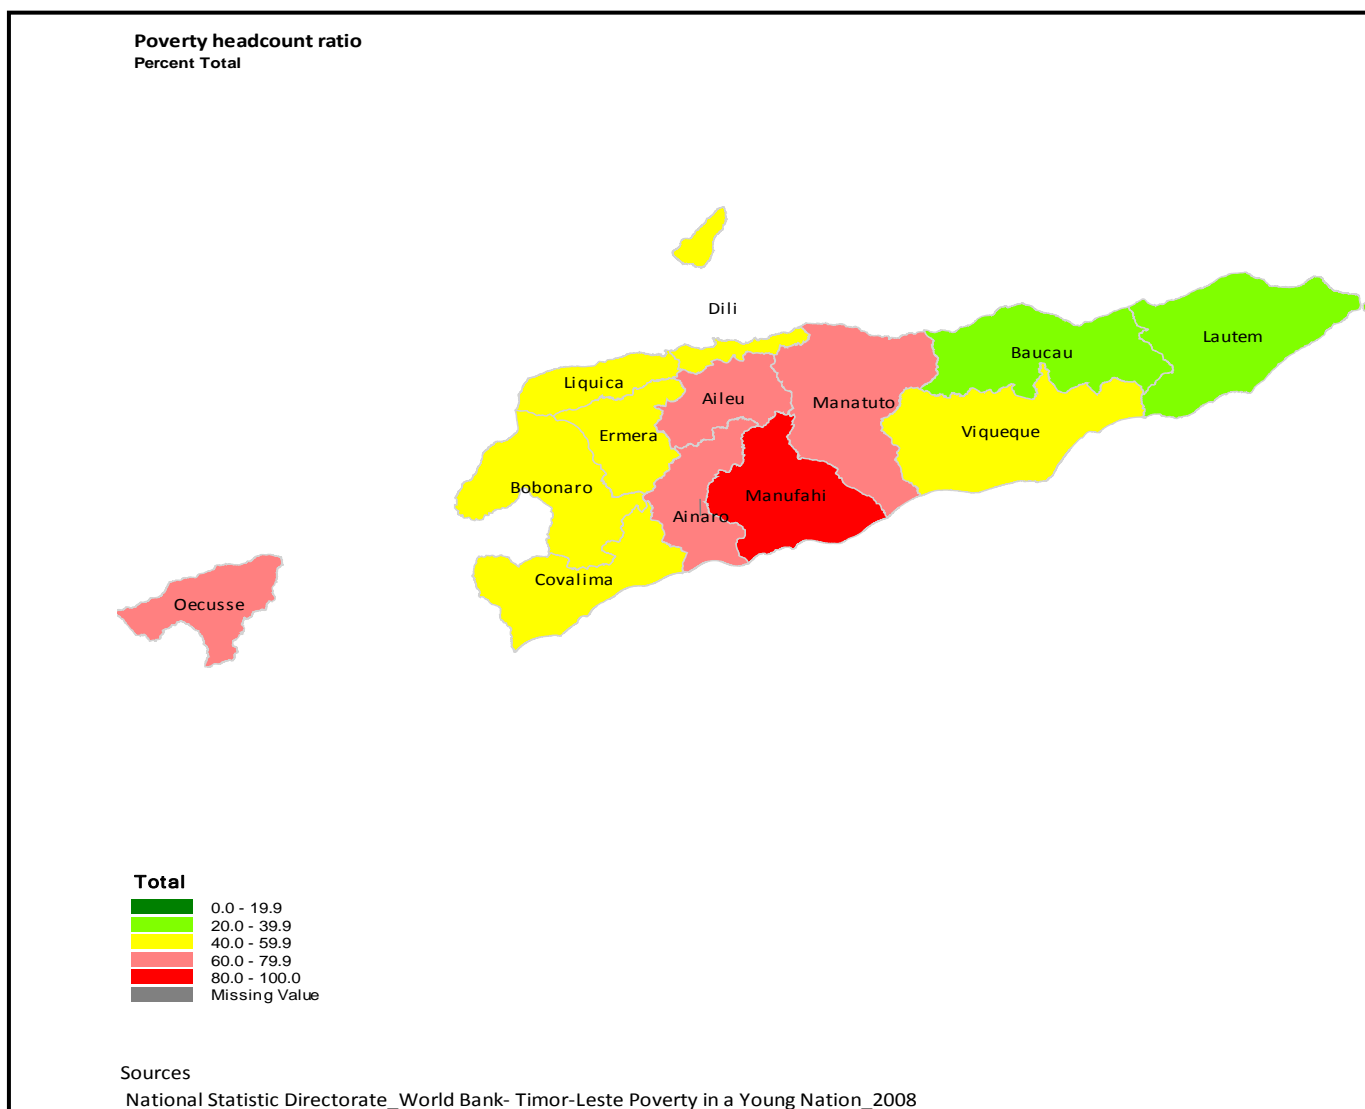 Poverty headcount ratio
Percent Total
Dili
Lautem
Baucau
Liquica
Aileu
Manatuto
Ermera
Viqueque
Bobonaro
Manufahi
Ainaro
Covalima
Oecusse
Total
0.0 - 19.9
20.0 - 39.9
40.0 - 59.9
60.0 - 79.9
80.0 - 100.0
Missing Value
Sources
National Statistic Directorate_World Bank- Timor-Leste Poverty in a Young Nation_2008